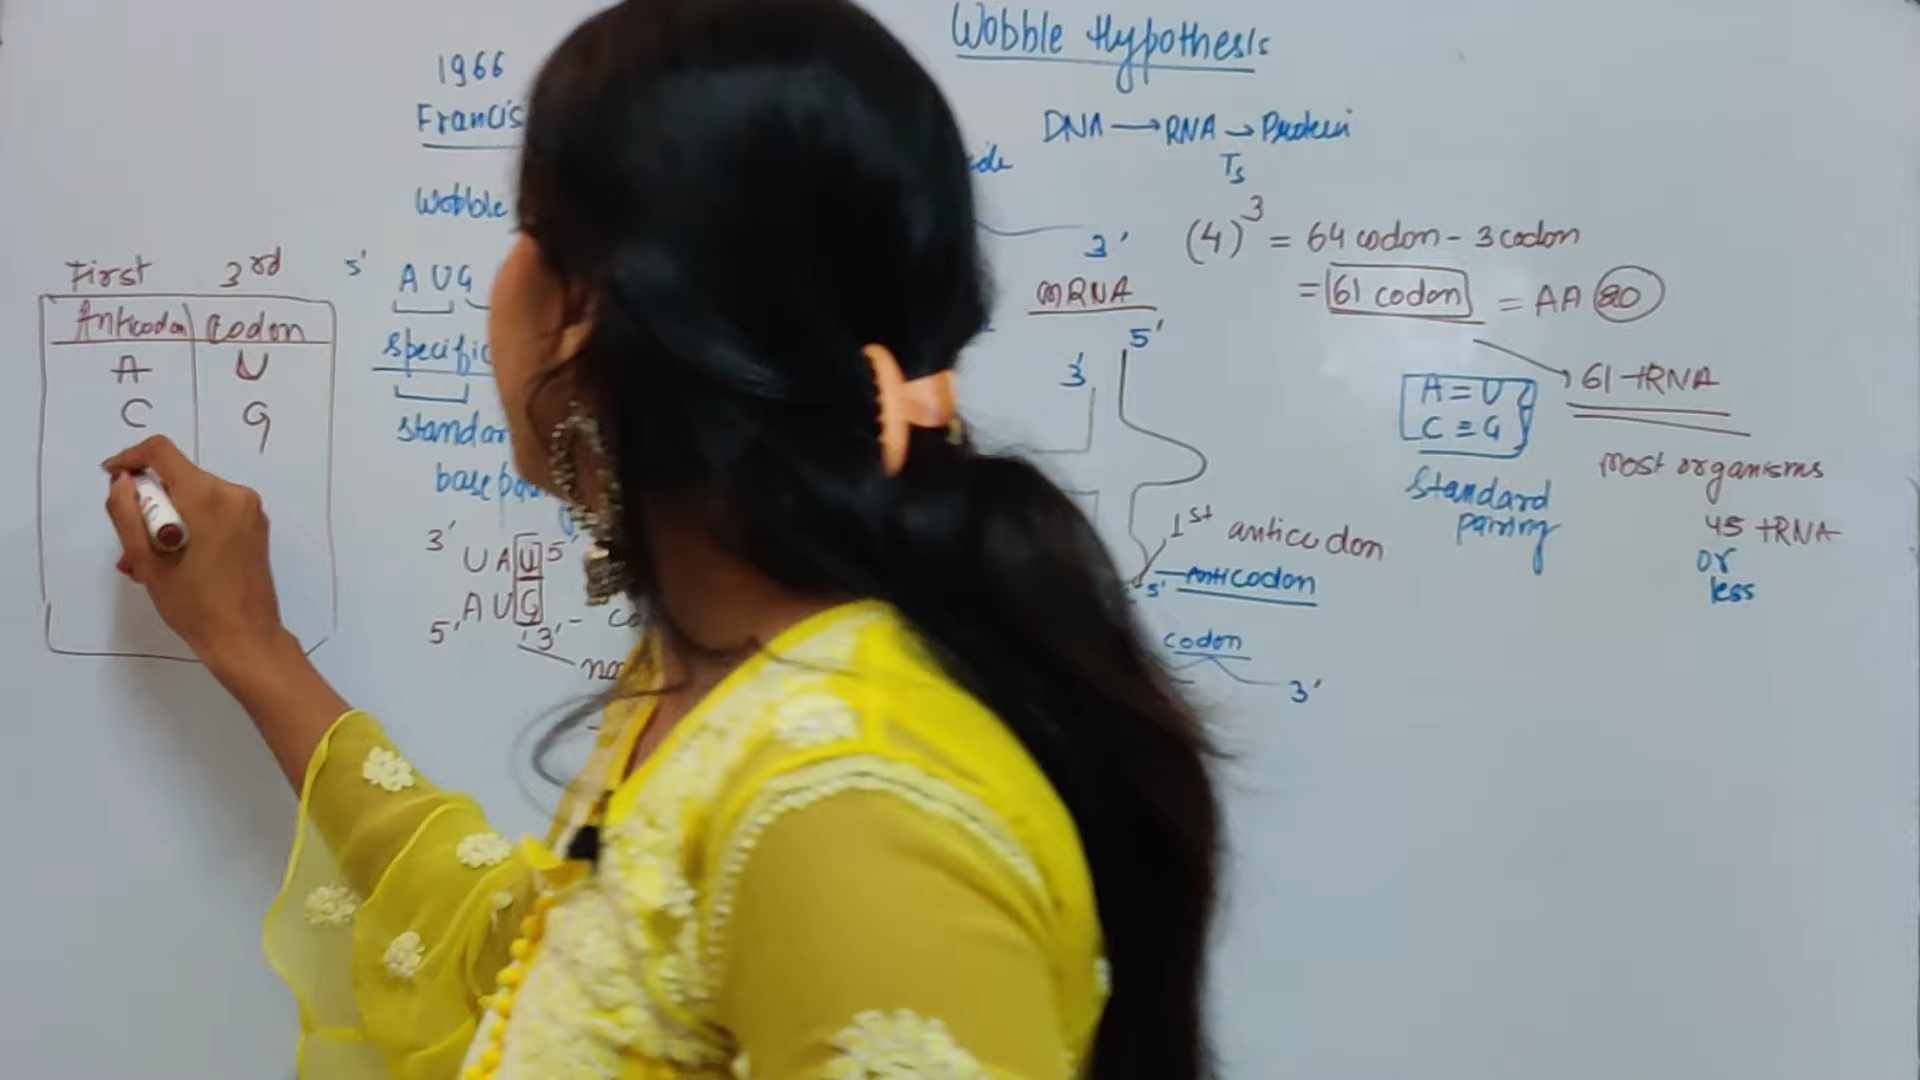 Wobble Hypothesis
1966
Francis
DNA → RNA → Protein
Ts
Wobble
3'
(4)³ = 64 codon - 3 codon
= 61 codon = AA 20
mRNA
First 3rd
Anticodon codon
A U
C G
5' A U G
specific
5'
3'
61 tRNA
A = U
C ≡ G
standard
pairing
most organisms
45 tRNA
or
less
base
3' U A U 5'
5' A U G 3' -
1st anticodon
5' Anticodon
codon
3'